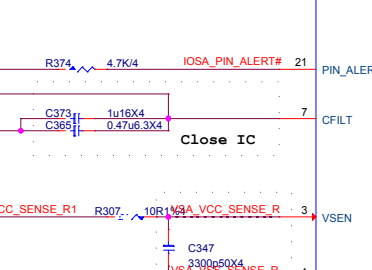 R374 4.7K/4 IOSA_PIN_ALERT# 21 PIN_ALER
C373 1u16X4 7 CFILT
C365 0.47u6.3X4
Close IC
CC_SENSE_R1 R307 10R1%4 VSA_VCC_SENSE_R 3 VSEN
C347
3300p50X4